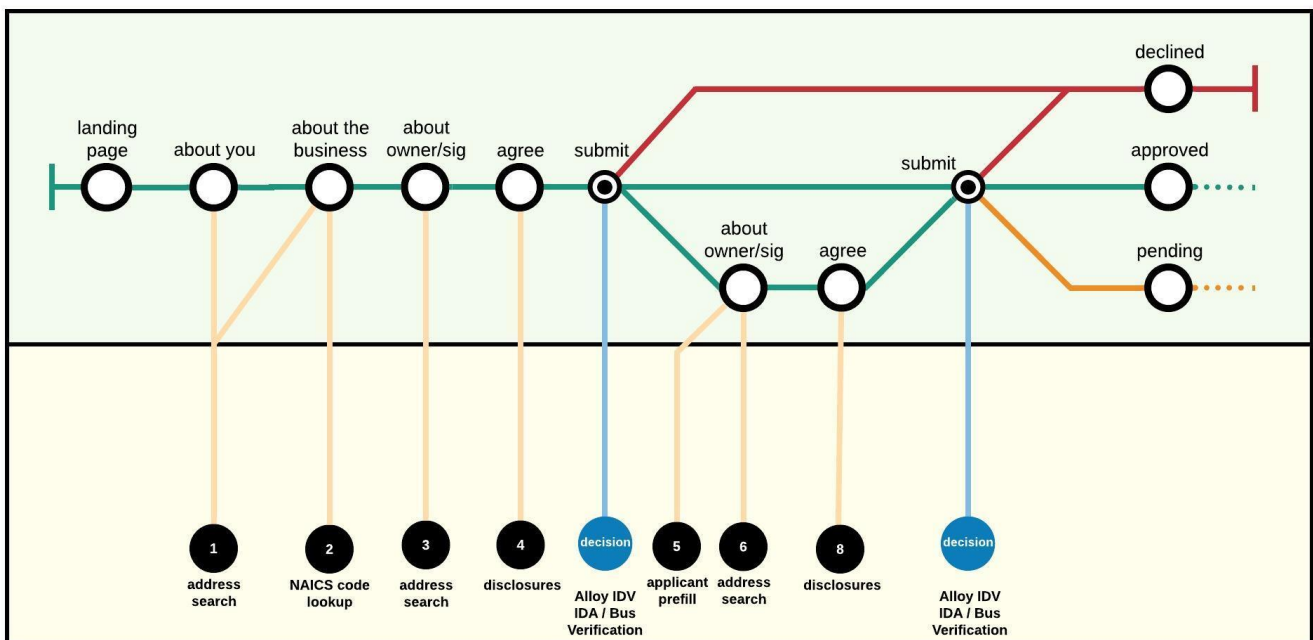 declined
landing
page
about you
about the
business
about
owner/sig
agree
submit
submit
approved
about
owner/sig
agree
pending
1
address
search
2
NAICS code
lookup
3
address
search
4
disclosures
decision
Alloy IDV
IDA / Bus
Verification
5
applicant
prefill
6
address
search
8
disclosures
decision
Alloy IDV
IDA / Bus
Verification